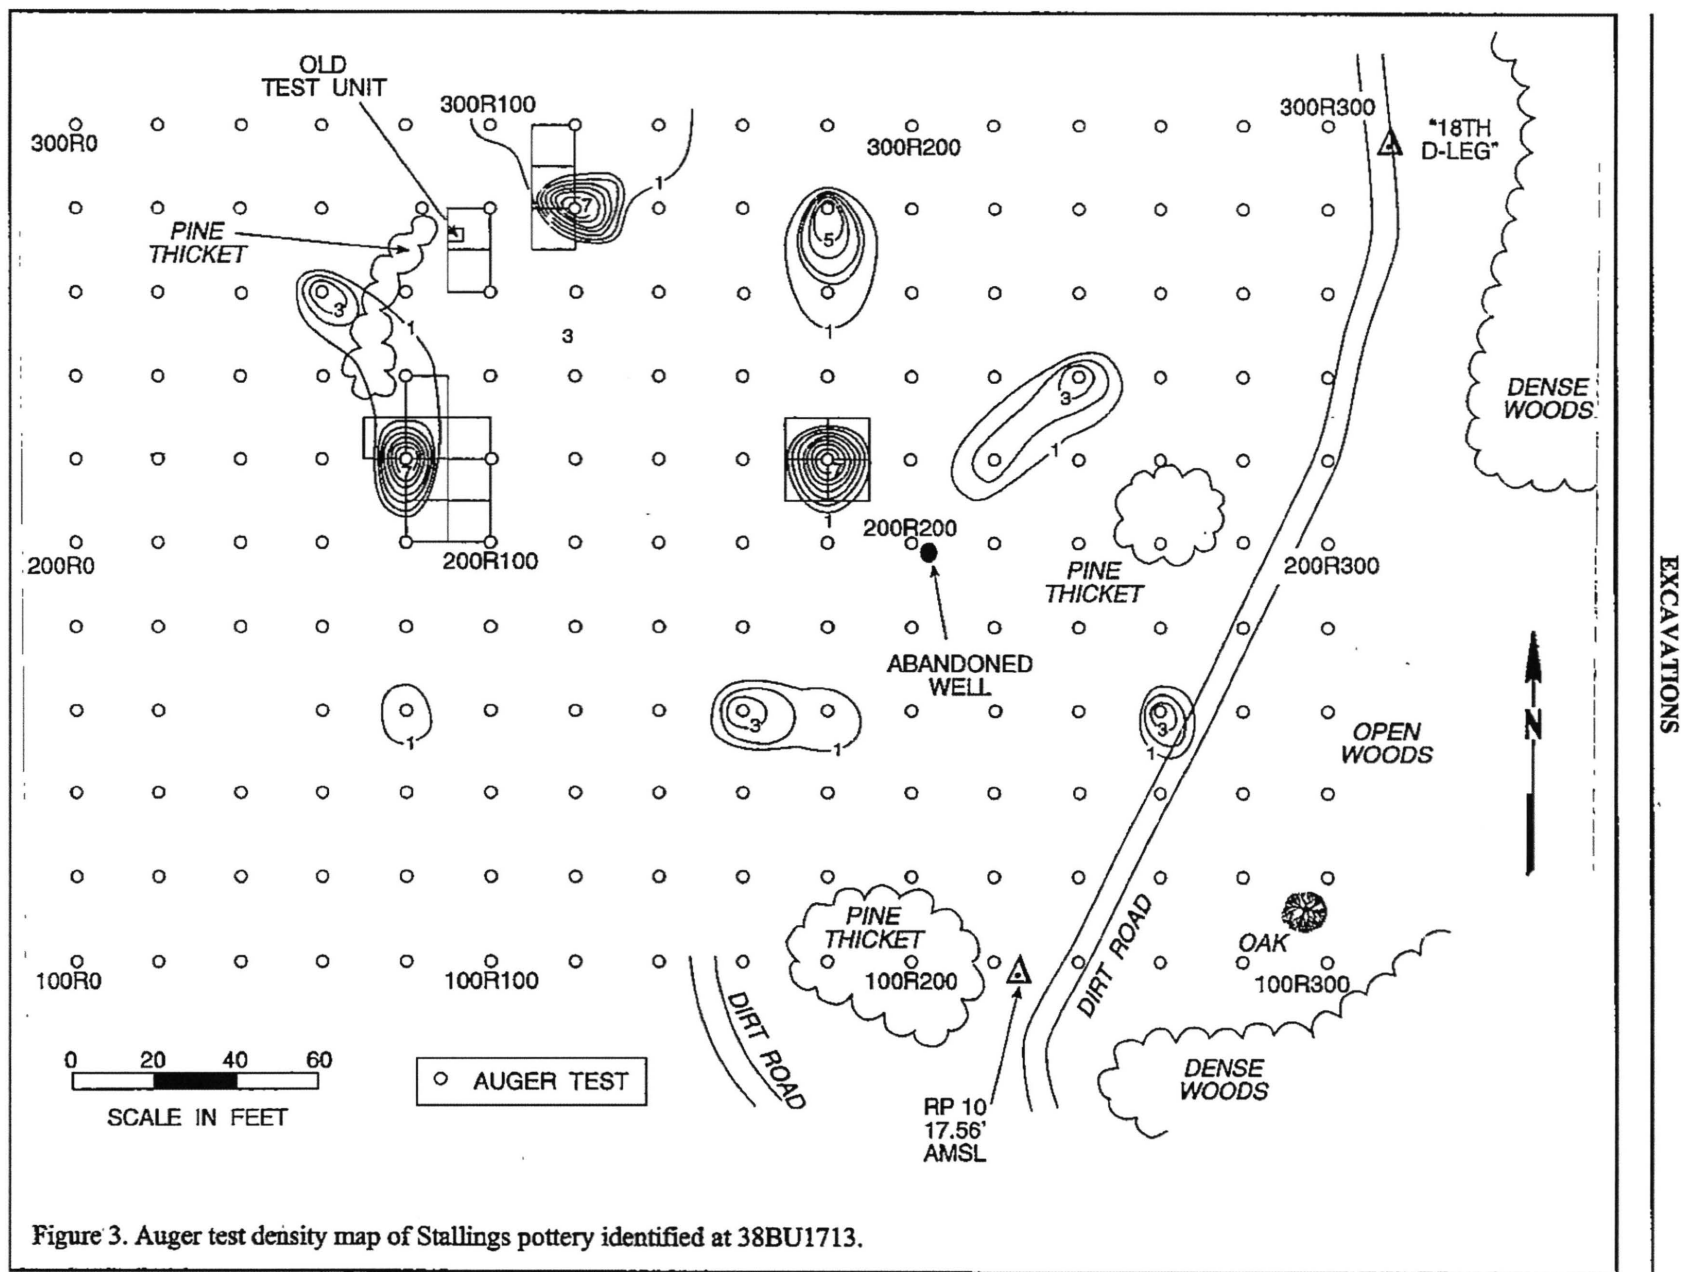 OLD
TEST UNIT
300R100
300R300
"18TH
D-LEG"
300R0
300R200
1
7
PINE
THICKET
5
3
1
3
1
DENSE
WOODS
3
1
7
7
1
200R200
200R0
200R100
200R300
PINE
THICKET
EXCAVATIONS
ABANDONED
WELL
1
3
1
3
1
OPEN
WOODS
N
PINE
THICKET
OAK
DIRT ROAD
100R0
100R100
100R200
100R300
DIRT ROAD
0 20 40 60
SCALE IN FEET
AUGER TEST
DENSE
WOODS
RP 10
17.56'
AMSL
Figure 3. Auger test density map of Stallings pottery identified at 38BU1713.